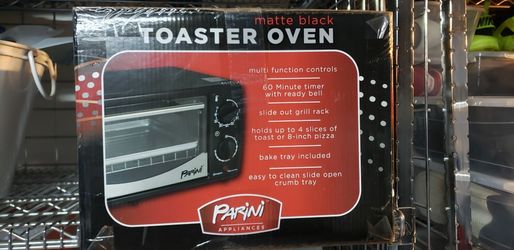 matte black
TOASTER OVEN
multi function controls
60 Minute timer
with ready bell
slide out grill rack
holds up to 4 slices of
toast or 8-inch pizza
bake tray included
easy to clean slide open
crumb tray
Parini
Parini
APPLIANCES